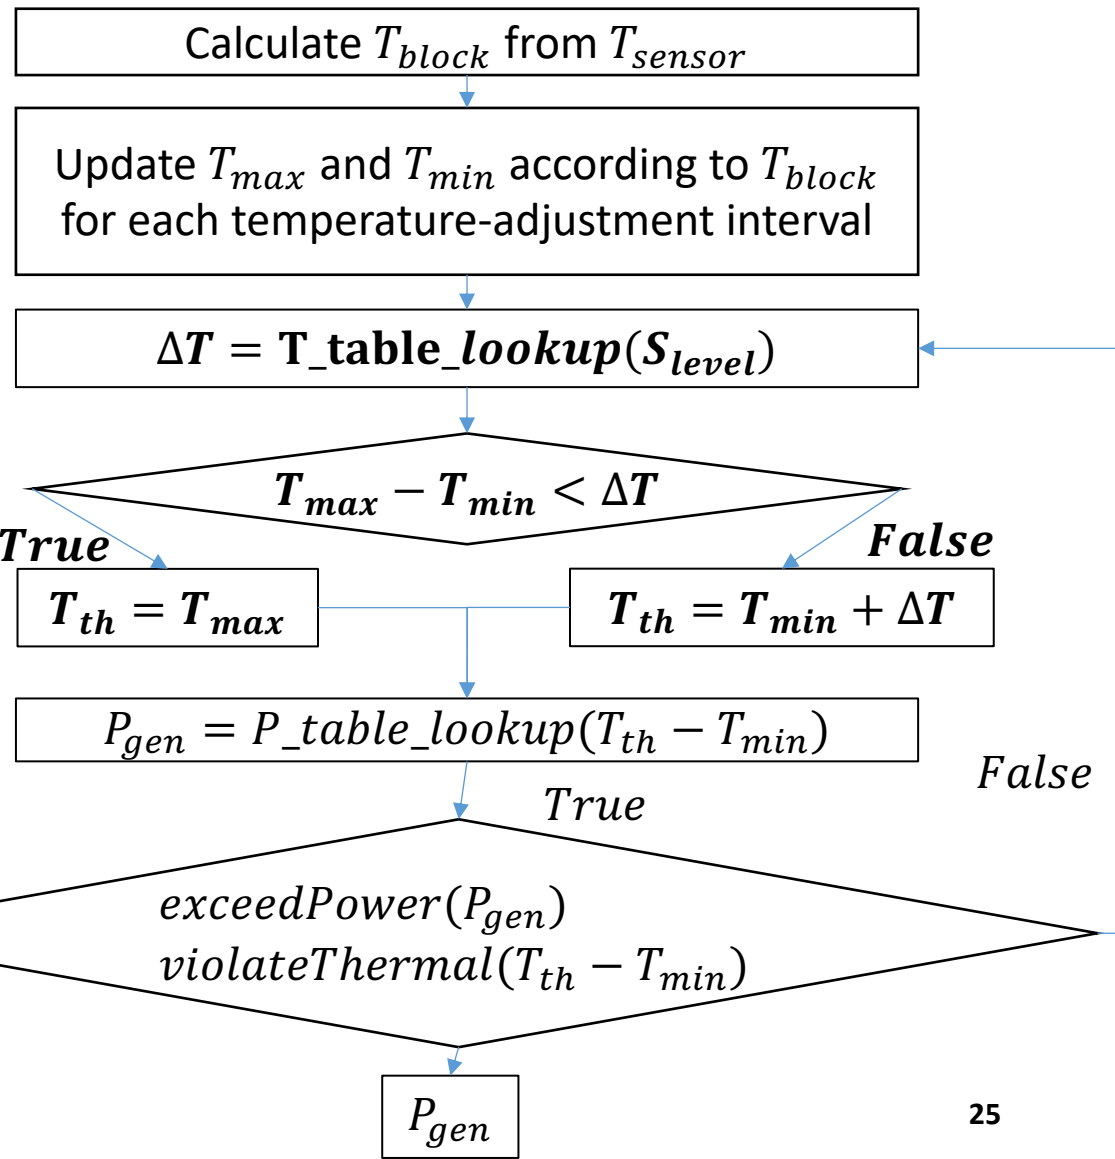 Calculate T_block from T_sensor
Update T_max and T_min according to T_block
for each temperature-adjustment interval
ΔT = T_table_lookup(S_level)
T_max − T_min < ΔT
True
False
T_th = T_max
T_th = T_min + ΔT
P_gen = P_table_lookup(T_th − T_min)
False
True
exceedPower(P_gen)
violateThermal(T_th − T_min)
P_gen
25